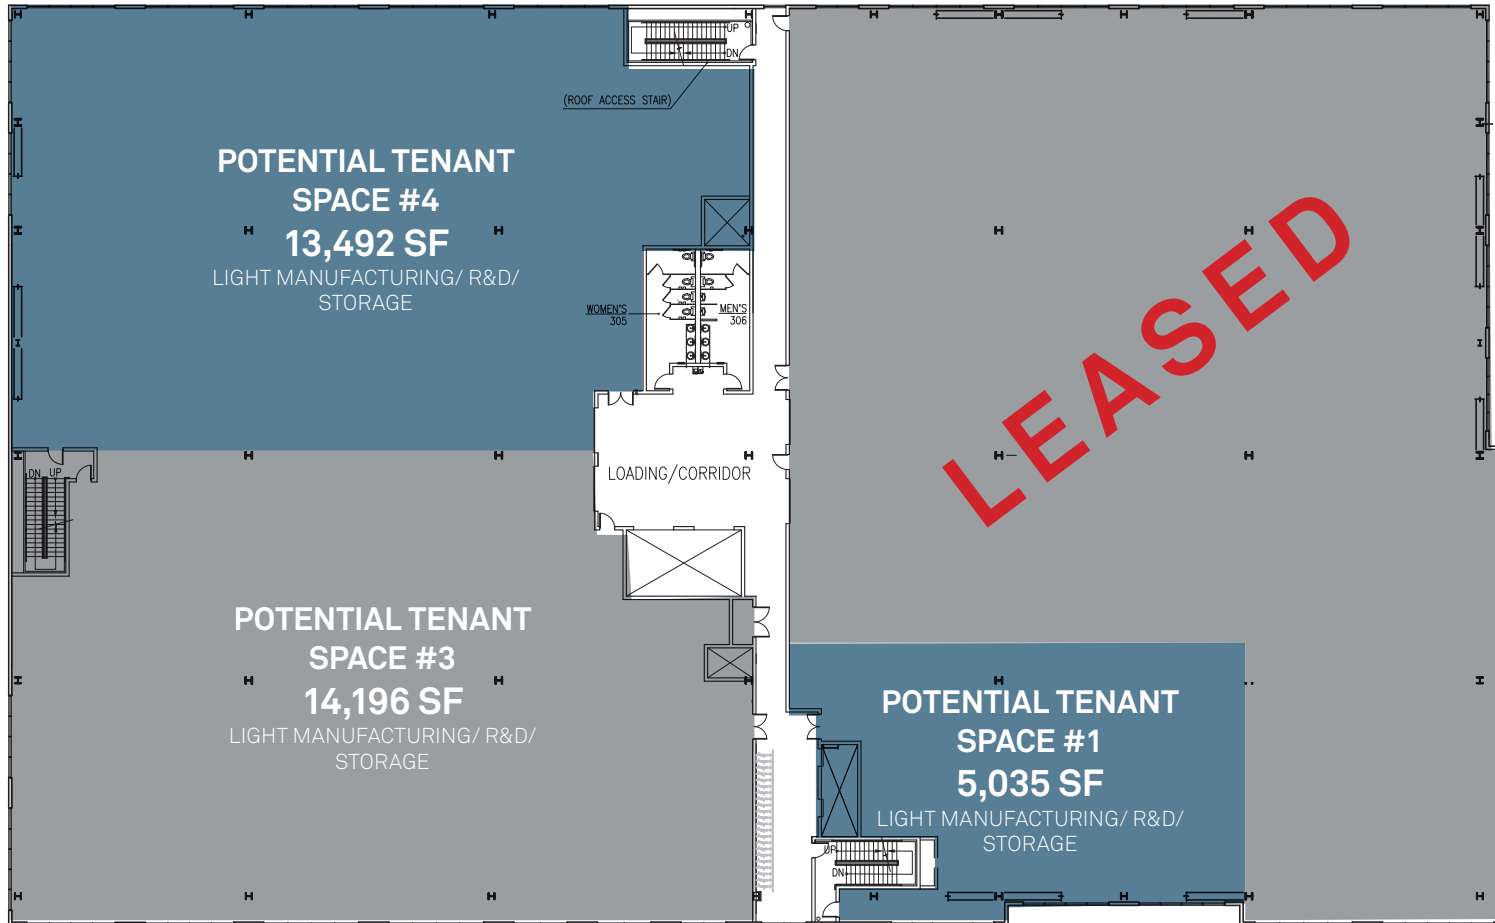 UP
DN
(ROOF ACCESS STAIR)
POTENTIAL TENANT
SPACE #4
13,492 SF
LIGHT MANUFACTURING/ R&D/
STORAGE
WOMEN'S
305
MEN'S
306
LEASED
LOADING/CORRIDOR
DN UP
POTENTIAL TENANT
SPACE #3
14,196 SF
LIGHT MANUFACTURING/ R&D/
STORAGE
POTENTIAL TENANT
SPACE #1
5,035 SF
LIGHT MANUFACTURING/ R&D/
STORAGE
UP
DN